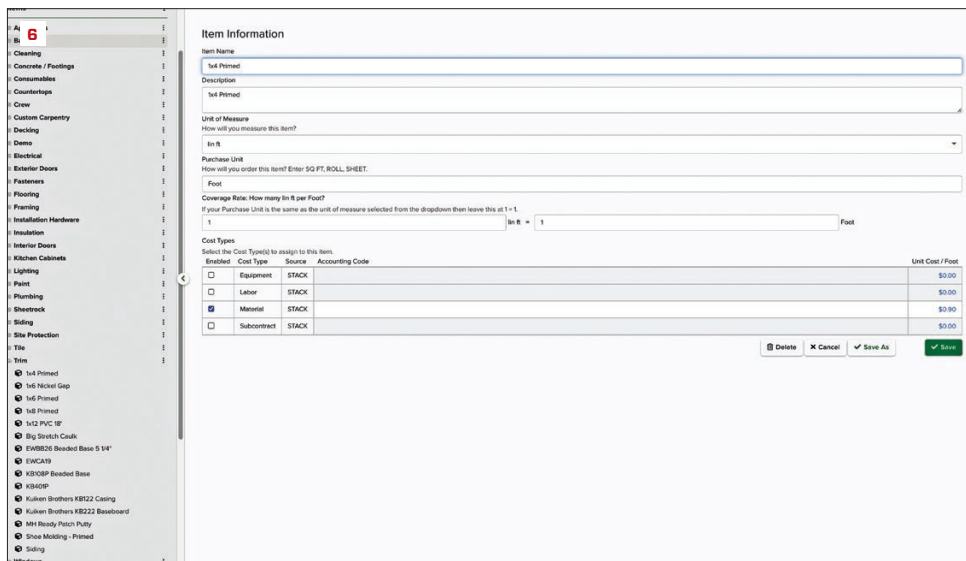 6
Cleaning
Concrete / Footings
Consumables
Countertops
Crew
Custom Carpentry
Decking
Demo
Electrical
Exterior Doors
Fasteners
Flooring
Framing
Installation Hardware
Insulation
Interior Doors
Kitchen Cabinets
Lighting
Paint
Plumbing
Sheetrock
Siding
Site Protection
Tile
Trim
1x4 Primed
1x6 Nickel Gap
1x6 Primed
1x8 Primed
1x12 PVC 18'
Big Stretch Caulk
EWBB26 Beaded Base 5 1/4"
EWCA19
KB108P Beaded Base
KB401P
Kuiken Brothers KB122 Casing
Kuiken Brothers KB222 Baseboard
MH Ready Patch Putty
Shoe Molding - Primed
Siding
Item Information
Item Name
1x4 Primed
Description
1x4 Primed
Unit of Measure
How will you measure this item?
lin ft
Purchase Unit
How will you order this item? Enter SQ FT, ROLL, SHEET.
Foot
Coverage Rate: How many lin ft per Foot?
If your Purchase Unit is the same as the unit of measure selected from the dropdown then leave this at 1 = 1.
1 lin ft = 1 Foot
Cost Types
Select the Cost Type(s) to assign to this item.
Enabled Cost Type Source Accounting Code Unit Cost / Foot
Equipment STACK $0.00
Labor STACK $0.00
Material STACK $0.90
Subcontract STACK $0.00
Delete Cancel Save As Save